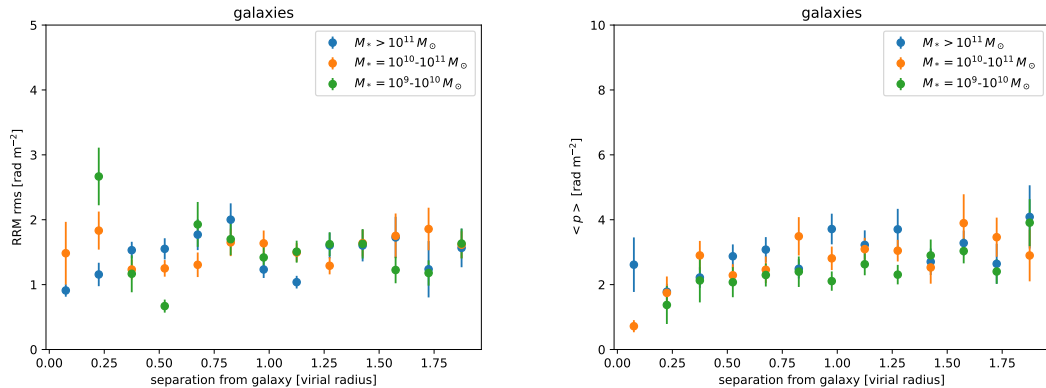 galaxies
5
4
3
2
1
0
RRM rms [rad m⁻²]
M* > 10¹¹ M⊙
M* = 10¹⁰-10¹¹ M⊙
M* = 10⁹-10¹⁰ M⊙
0.00 0.25 0.50 0.75 1.00 1.25 1.50 1.75
separation from galaxy [virial radius]
galaxies
10
8
6
4
2
0
< p > [rad m⁻²]
M* > 10¹¹ M⊙
M* = 10¹⁰-10¹¹ M⊙
M* = 10⁹-10¹⁰ M⊙
0.00 0.25 0.50 0.75 1.00 1.25 1.50 1.75
separation from galaxy [virial radius]